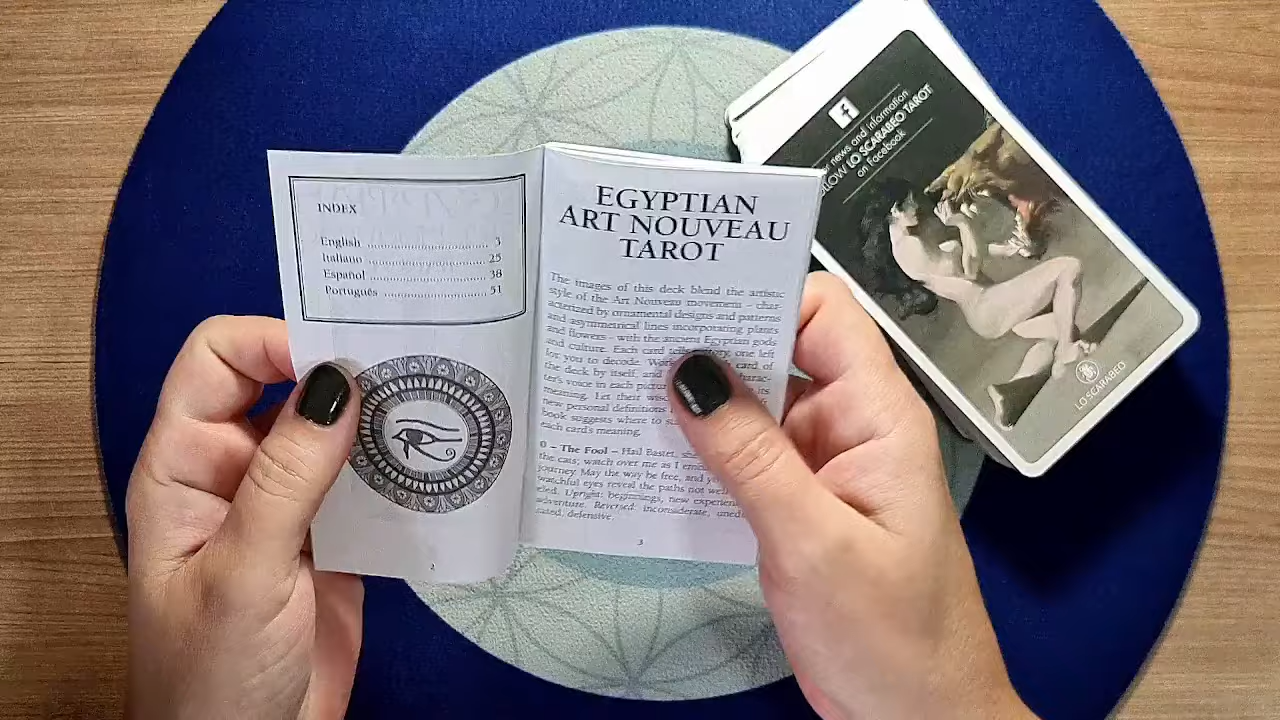 INDEX
English 3
Italiano 25
Español 38
Português 51
2
EGYPTIAN
ART NOUVEAU
TAROT
The images of this deck blend the artistic
style of the Art Nouveau movement – char-
acterized by ornamental designs and patterns
and asymmetrical lines incorporating plants
and flowers – with the ancient Egyptian gods
and culture. Each card one left
for you to decode. card of
the deck by itself, and
ter's voice in each its
meaning. Let their
new personal definitions
book suggests where to
each card's meaning.
0 – The Fool – Hail Bastet,
the cats; watch over me as I
journey. May the way be free, and
watchful eyes reveal the paths not
Upright: beginnings, new
adventure. Reversed: inconsiderate,
defensive.
3
news and information
LO SCARABEO TAROT
on Facebook
LO SCARABEO